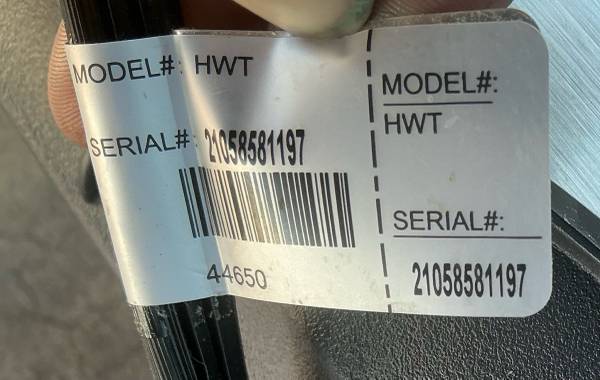 MODEL#: HWT
SERIAL#: 21058581197
44650
MODEL#:
HWT
SERIAL#:
21058581197